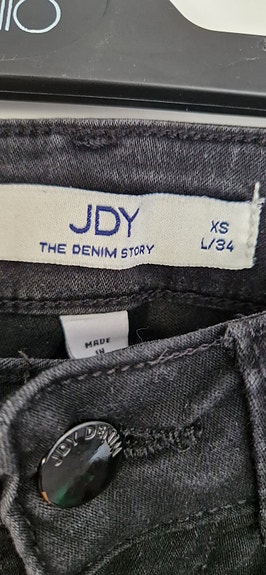 JDY
THE DENIM STORY
XS
L/34
MADE
IN
JDY DENIM